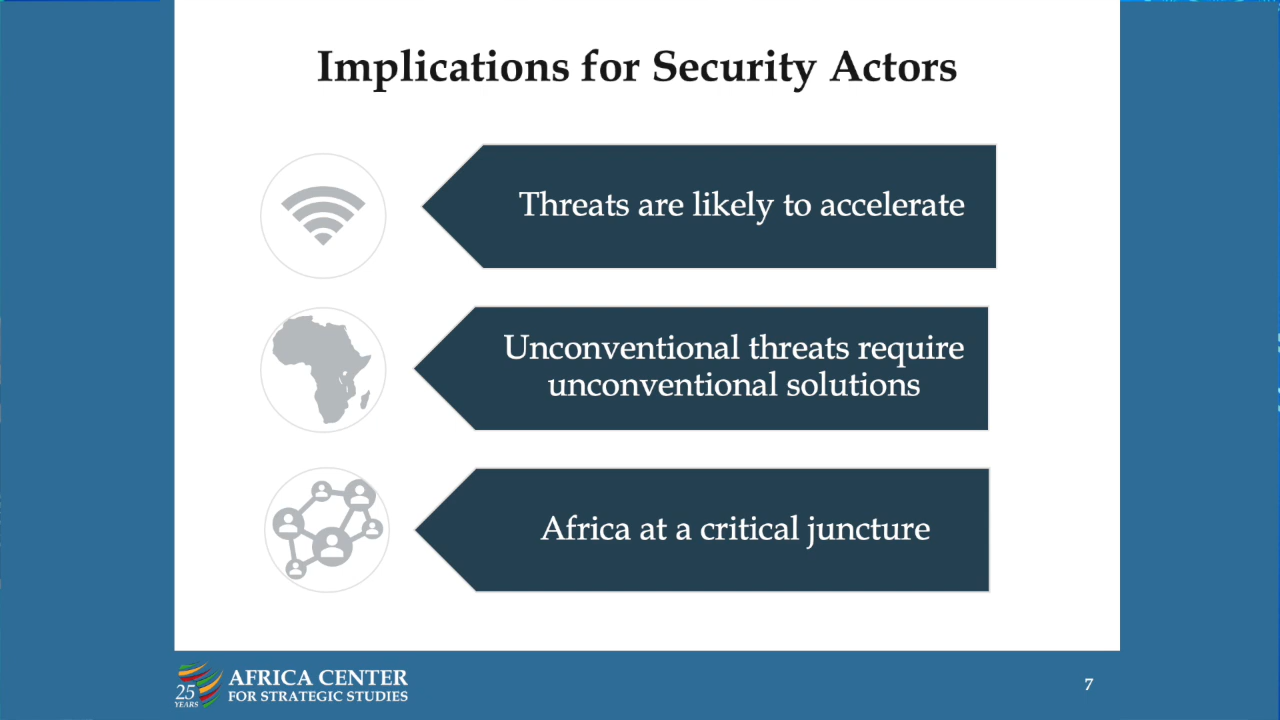 Implications for Security Actors
Threats are likely to accelerate
Unconventional threats require
unconventional solutions
Africa at a critical juncture
25
YEARS
AFRICA CENTER
FOR STRATEGIC STUDIES
7